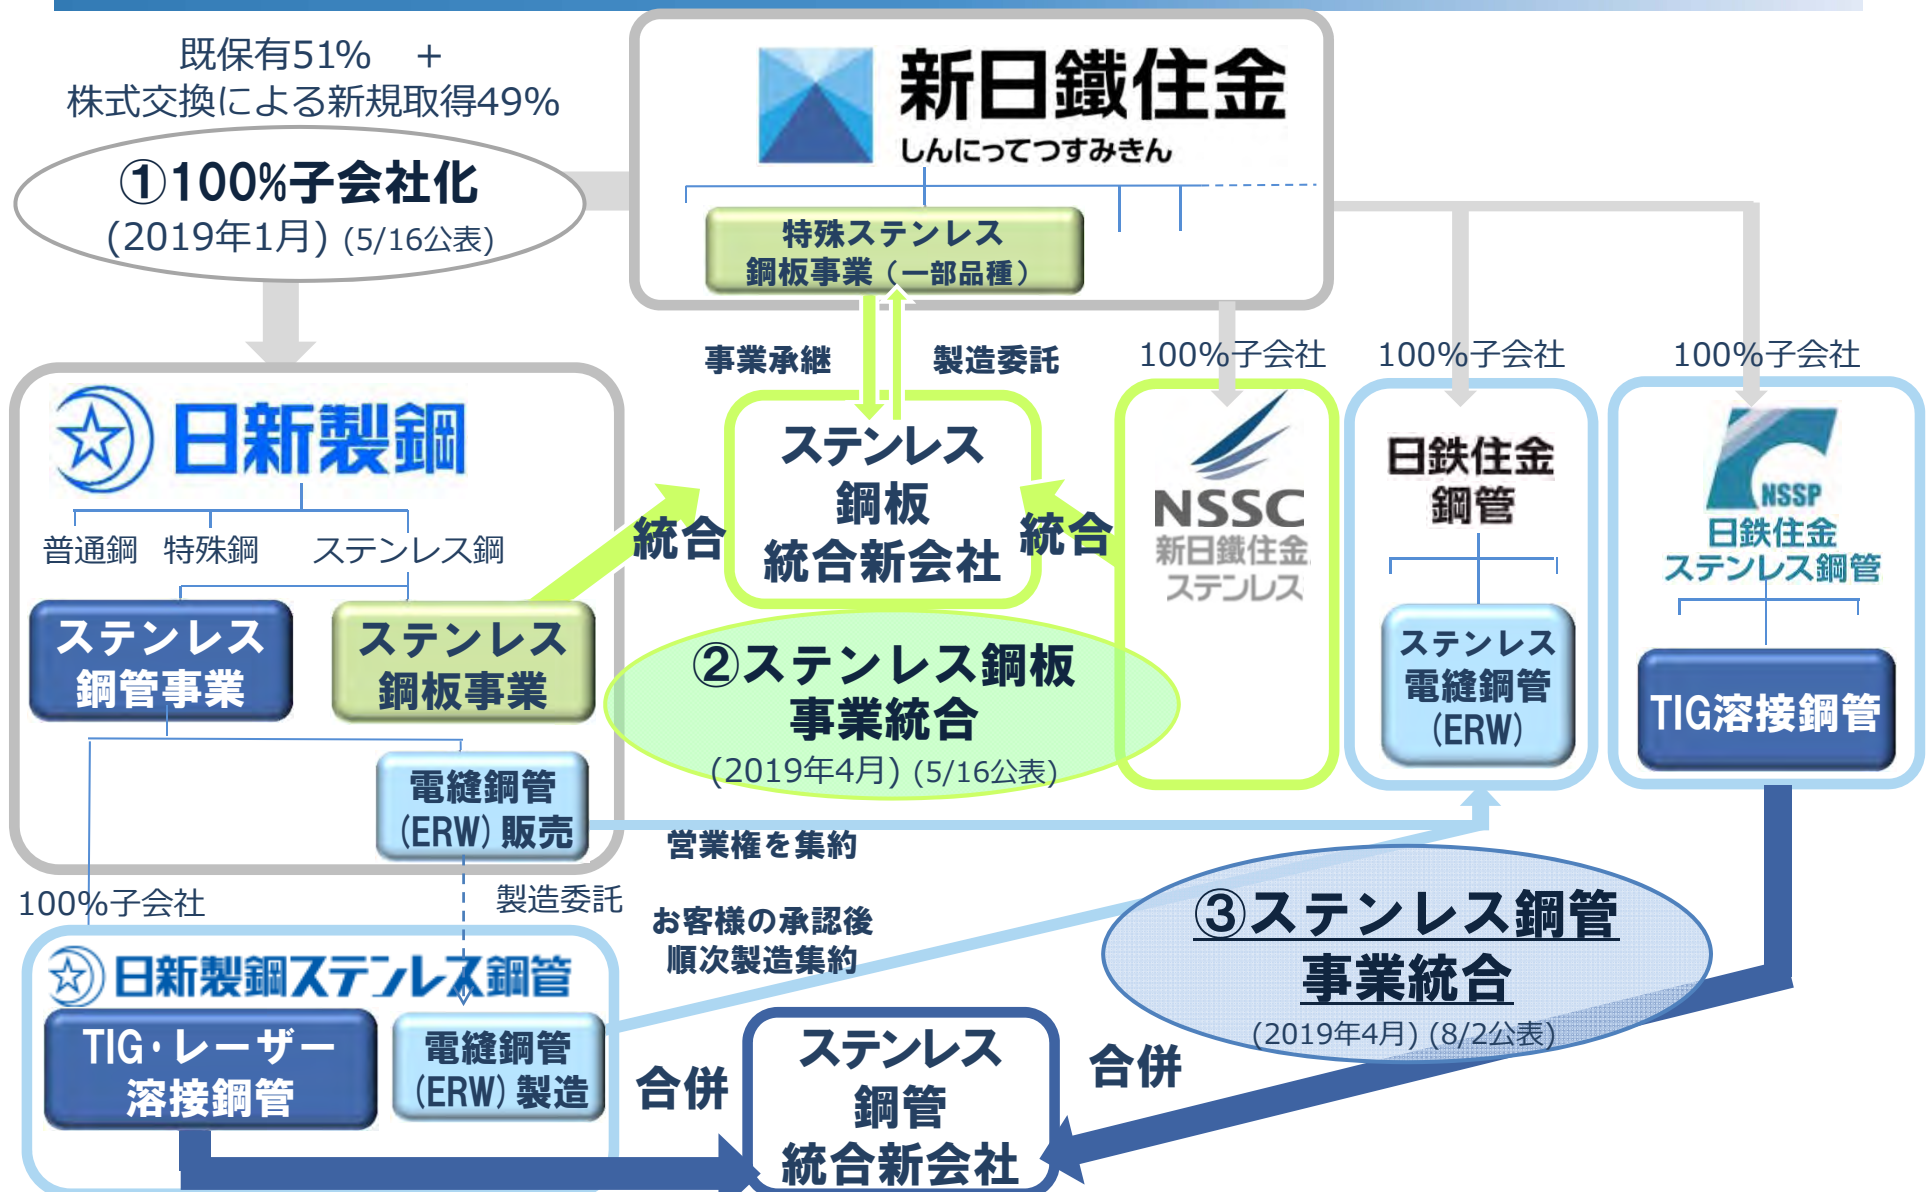 既保有51%　+
株式交換による新規取得49%
①100%子会社化
(2019年1月) (5/16公表)
新日鐵住金
しんにってつすみきん
特殊ステンレス
鋼板事業（一部品種）
事業承継
製造委託
100%子会社
100%子会社
100%子会社
日新製鋼
普通鋼
特殊鋼
ステンレス鋼
ステンレス
鋼管事業
ステンレス
鋼板事業
電縫鋼管
(ERW)販売
統合
ステンレス
鋼板
統合新会社
統合
NSSC
新日鐵住金
ステンレス
日鉄住金
鋼管
ステンレス
電縫鋼管
(ERW)
NSSP
日鉄住金
ステンレス鋼管
TIG溶接鋼管
②ステンレス鋼板
事業統合
(2019年4月) (5/16公表)
営業権を集約
お客様の承認後
順次製造集約
100%子会社
製造委託
日新製鋼ステンレス鋼管
TIG･レーザー
溶接鋼管
電縫鋼管
(ERW)製造
③ステンレス鋼管
事業統合
(2019年4月) (8/2公表)
合併
ステンレス
鋼管
統合新会社
合併